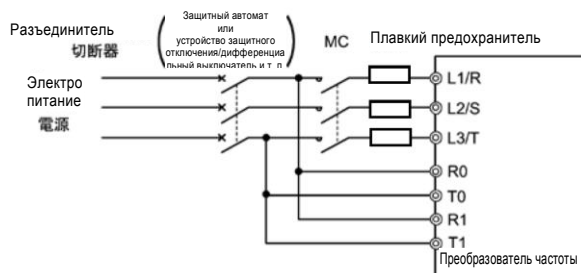 Разъединитель
切断器
Защитный автомат
или
устройство защитного
отключения/дифференциа
льный выключатель и т. п
MC
Плавкий предохранитель
Электро
питание
電源
L1/R
L2/S
L3/T
R0
T0
R1
T1
Преобразователь частоты